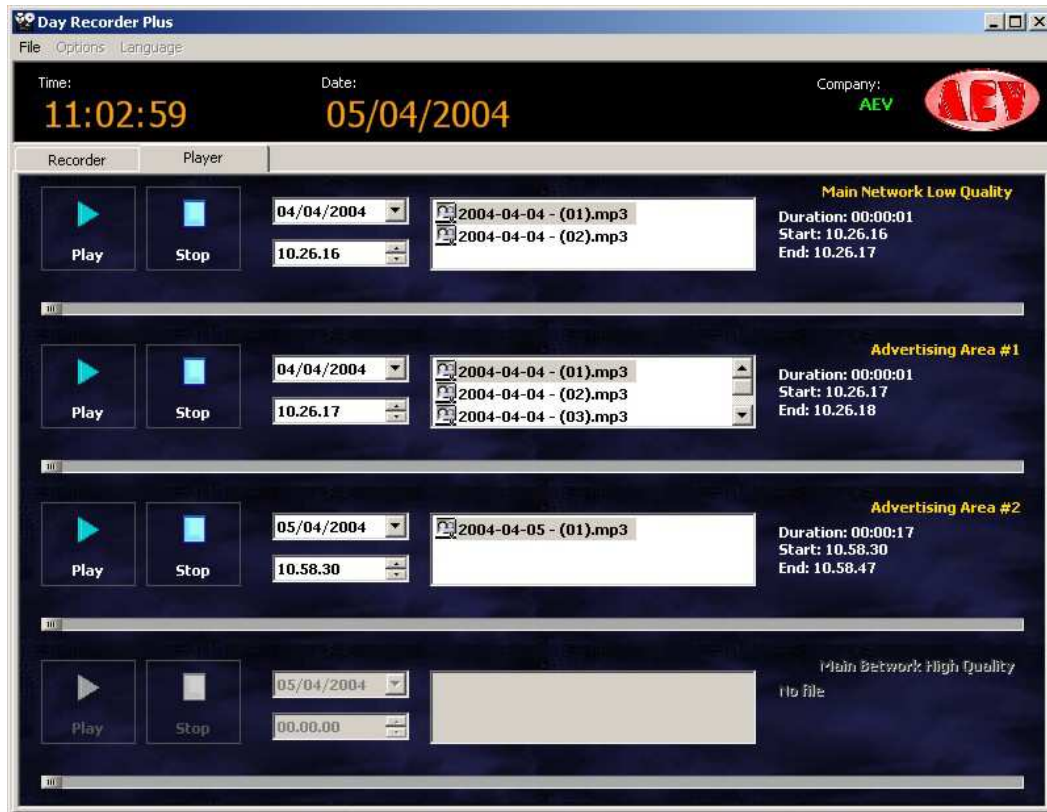 Day Recorder Plus
File Options Language
Time: Date: Company:
11:02:59 05/04/2004 AEV AEV
Recorder Player
Main Network Low Quality
04/04/2004 2004-04-04 - (01).mp3 Duration: 00:00:01
2004-04-04 - (02).mp3 Start: 10.26.16
Play Stop 10.26.16 End: 10.26.17
Advertising Area #1
04/04/2004 2004-04-04 - (01).mp3 Duration: 00:00:01
2004-04-04 - (02).mp3 Start: 10.26.17
Play Stop 10.26.17 2004-04-04 - (03).mp3 End: 10.26.18
Advertising Area #2
05/04/2004 2004-04-05 - (01).mp3 Duration: 00:00:17
Start: 10.58.30
Play Stop 10.58.30 End: 10.58.47
Main Betwork High Quality
05/04/2004 No file
Play Stop 00.00.00